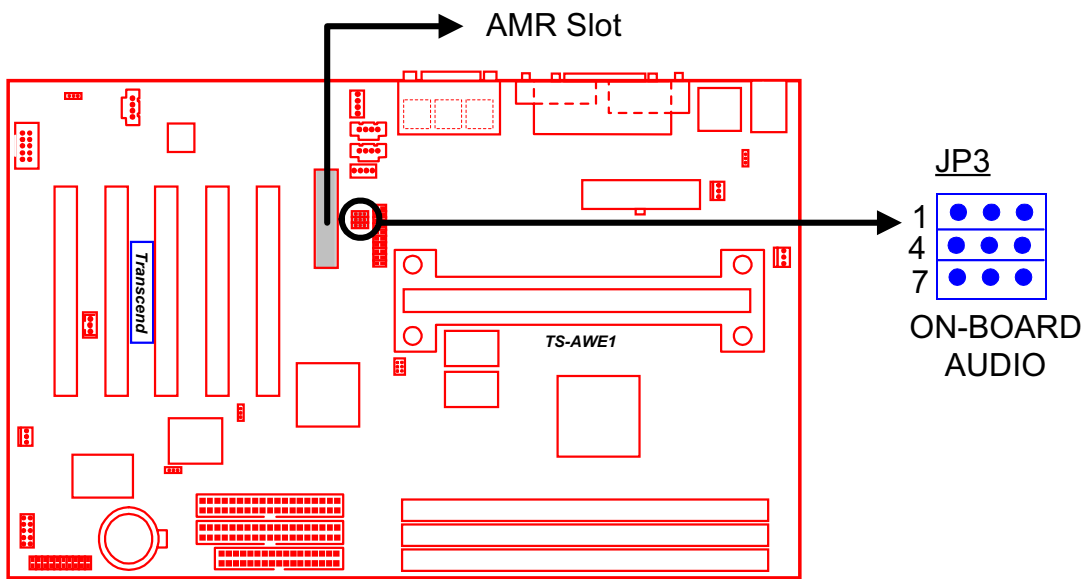 AMR Slot
JP3
1
4
7
ON-BOARD
AUDIO
Transcend
TS-AWE1